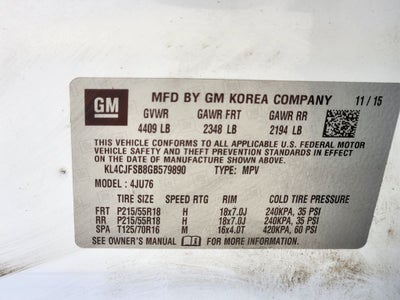 GM MFD BY GM KOREA COMPANY 11/15
GVWR GAWR FRT GAWR RR
4409 LB 2348 LB 2194 LB
THIS VEHICLE CONFORMS TO ALL APPLICABLE U.S. FEDERAL MOTOR
VEHICLE SAFETY, BUMPER, AND THEFT PREVENTION STANDARDS IN
EFFECT ON THE DATE OF MANUFACTURE SHOWN ABOVE.
KL4CJFSB8GB579890 TYPE: MPV
MODEL : 4JU76
TIRE SIZE SPEED RTG RIM COLD TIRE PRESSURE
FRT P215/55R18 H 18x7.0J 240KPA, 35 PSI
RR P215/55R18 H 18x7.0J 240KPA, 35 PSI
SPA T125/70R16 M 16x4.0T 420KPA, 60 PSI
SEE OWNER'S MANUAL FOR ADDITIONAL INFORMATION.